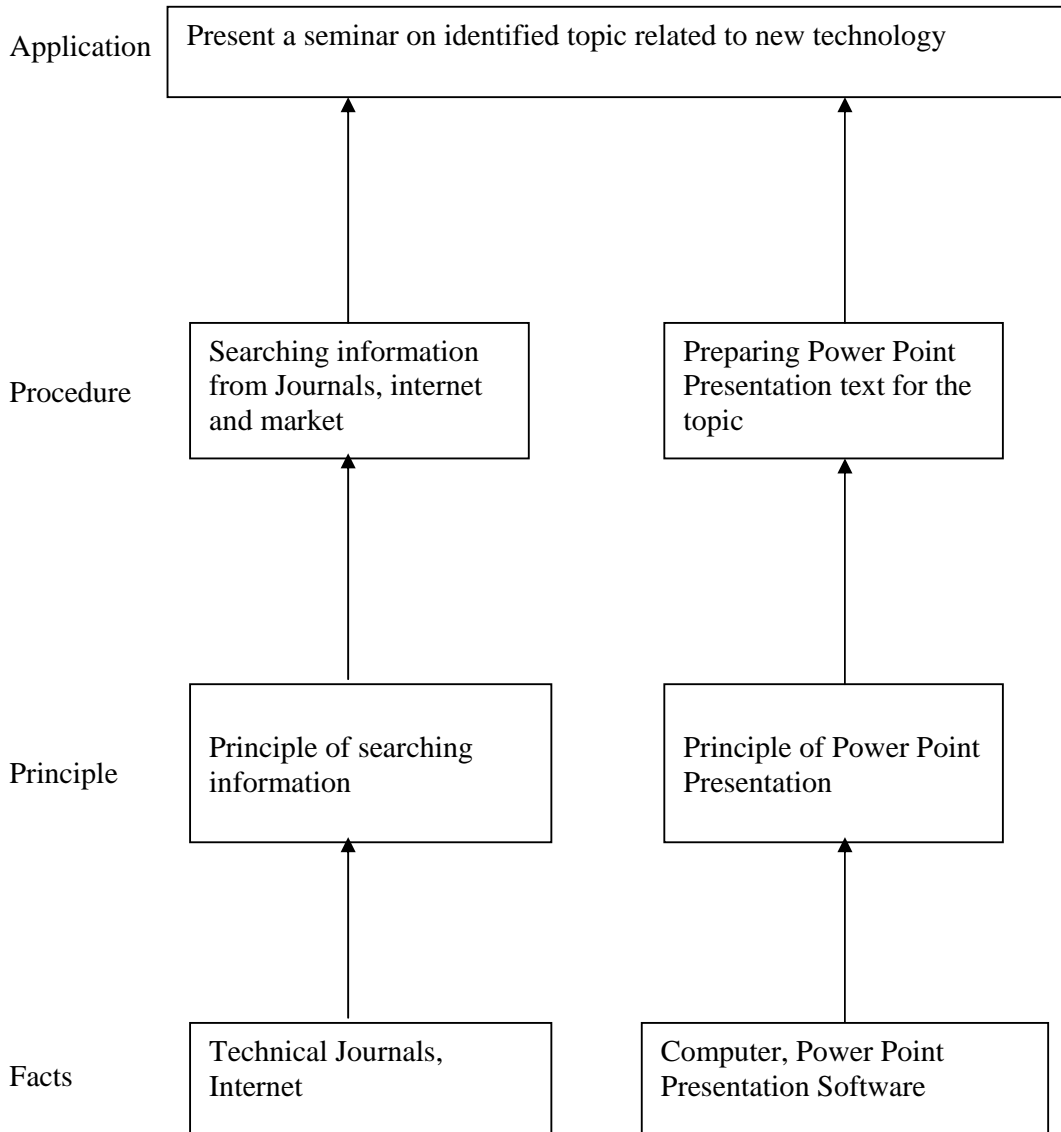 Application
Present a seminar on identified topic related to new technology
Procedure
Searching information
from Journals, internet
and market
Preparing Power Point
Presentation text for the
topic
Principle
Principle of searching
information
Principle of Power Point
Presentation
Facts
Technical Journals,
Internet
Computer, Power Point
Presentation Software